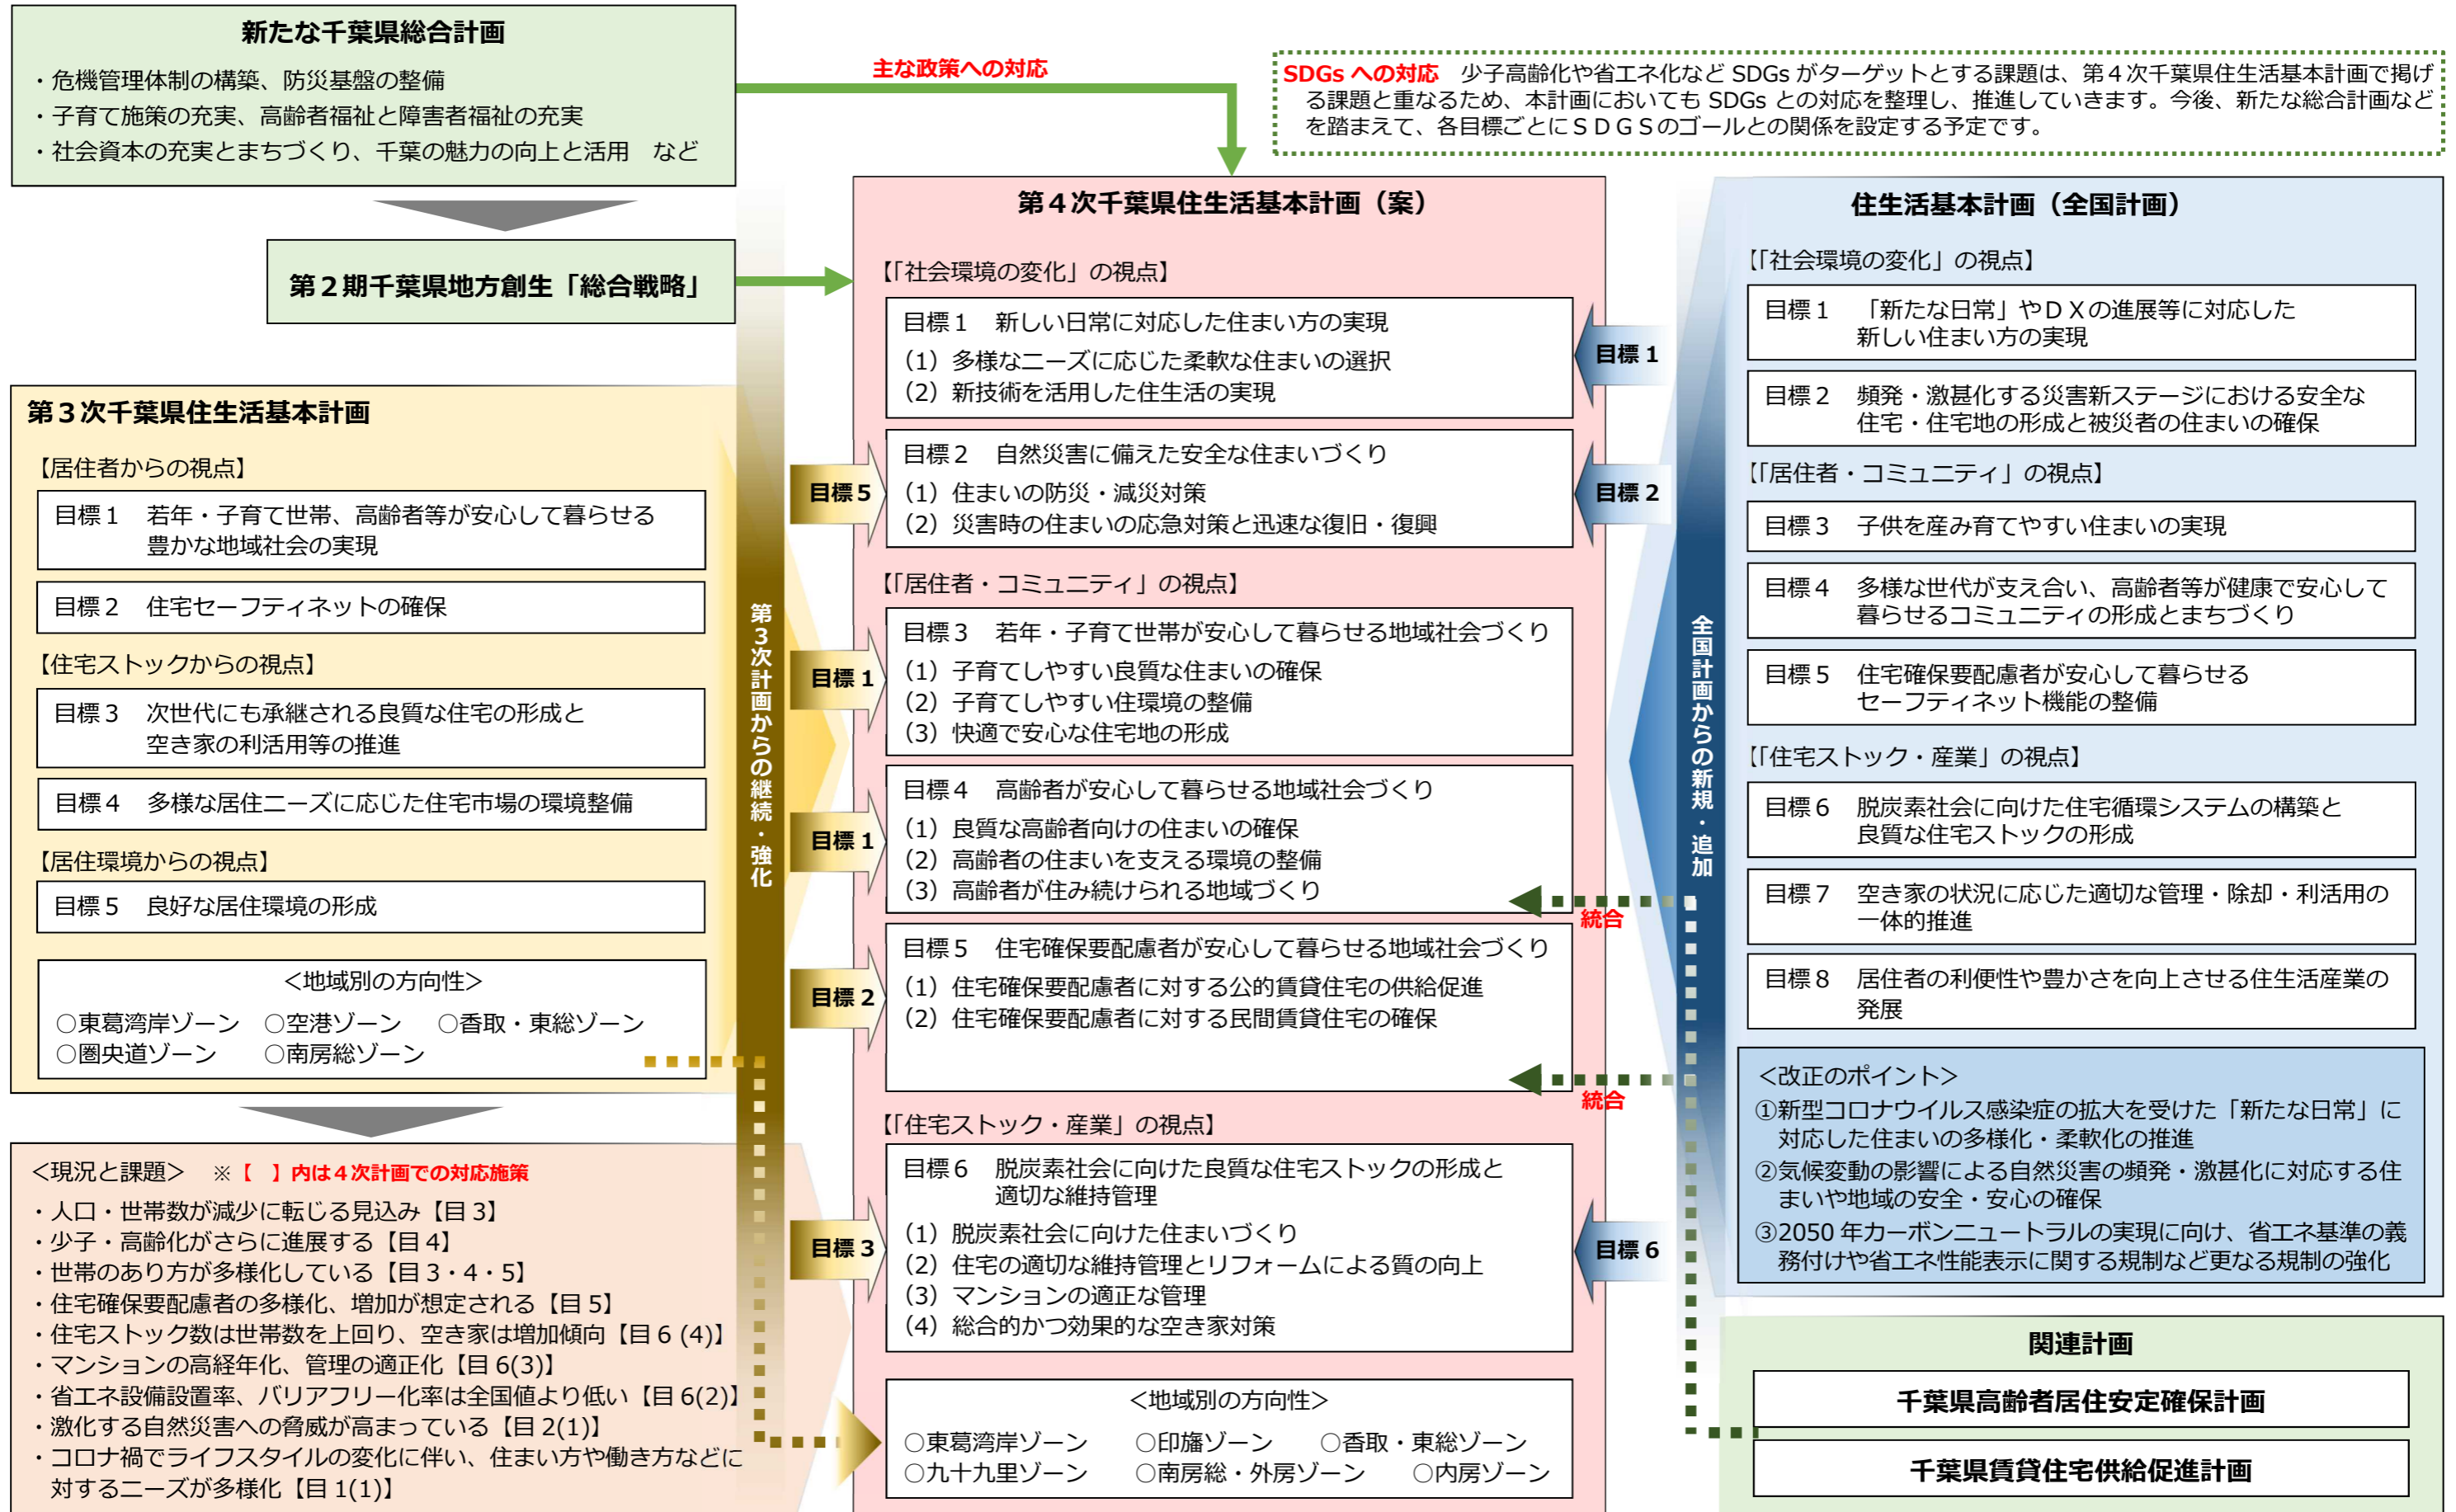 新たな千葉県総合計画
・危機管理体制の構築、防災基盤の整備
・子育て施策の充実、高齢者福祉と障害者福祉の充実
・社会資本の充実とまちづくり、千葉の魅力の向上と活用　など
主な政策への対応
SDGs への対応　少子高齢化や省エネ化など SDGs がターゲットとする課題は、第４次千葉県住生活基本計画で掲げ
る課題と重なるため、本計画においても SDGs との対応を整理し、推進していきます。今後、新たな総合計画など
を踏まえて、各目標ごとにＳＤＧＳのゴールとの関係を設定する予定です。
第２期千葉県地方創生「総合戦略」
第３次千葉県住生活基本計画
【居住者からの視点】
目標１　若年・子育て世帯、高齢者等が安心して暮らせる
豊かな地域社会の実現
目標２　住宅セーフティネットの確保
【住宅ストックからの視点】
目標３　次世代にも承継される良質な住宅の形成と
空き家の利活用等の推進
目標４　多様な居住ニーズに応じた住宅市場の環境整備
【居住環境からの視点】
目標５　良好な居住環境の形成
＜地域別の方向性＞
○東葛湾岸ゾーン　○空港ゾーン　○香取・東総ゾーン
○圏央道ゾーン　○南房総ゾーン
＜現況と課題＞　※【　】内は４次計画での対応施策
・人口・世帯数が減少に転じる見込み【目 3】
・少子・高齢化がさらに進展する【目 4】
・世帯のあり方が多様化している【目 3・4・5】
・住宅確保要配慮者の多様化、増加が想定される【目 5】
・住宅ストック数は世帯数を上回り、空き家は増加傾向【目 6 (4)】
・マンションの高経年化、管理の適正化【目 6(3)】
・省エネ設備設置率、バリアフリー化率は全国値より低い【目 6(2)】
・激化する自然災害への脅威が高まっている【目 2(1)】
・コロナ禍でライフスタイルの変化に伴い、住まい方や働き方などに
対するニーズが多様化【目 1(1)】
第３次計画からの継続・強化
目標５
目標１
目標１
目標２
目標３
第４次千葉県住生活基本計画（案）
【「社会環境の変化」の視点】
目標１　新しい日常に対応した住まい方の実現
（1）多様なニーズに応じた柔軟な住まいの選択
（2）新技術を活用した住生活の実現
目標２　自然災害に備えた安全な住まいづくり
（1）住まいの防災・減災対策
（2）災害時の住まいの応急対策と迅速な復旧・復興
【「居住者・コミュニティ」の視点】
目標３　若年・子育て世帯が安心して暮らせる地域社会づくり
（1）子育てしやすい良質な住まいの確保
（2）子育てしやすい住環境の整備
（3）快適で安心な住宅地の形成
目標４　高齢者が安心して暮らせる地域社会づくり
（1）良質な高齢者向けの住まいの確保
（2）高齢者の住まいを支える環境の整備
（3）高齢者が住み続けられる地域づくり
統合
目標５　住宅確保要配慮者が安心して暮らせる地域社会づくり
（1）住宅確保要配慮者に対する公的賃貸住宅の供給促進
（2）住宅確保要配慮者に対する民間賃貸住宅の確保
統合
【「住宅ストック・産業」の視点】
目標６　脱炭素社会に向けた良質な住宅ストックの形成と
適切な維持管理
（1）脱炭素社会に向けた住まいづくり
（2）住宅の適切な維持管理とリフォームによる質の向上
（3）マンションの適正な管理
（4）総合的かつ効果的な空き家対策
＜地域別の方向性＞
○東葛湾岸ゾーン　○印旛ゾーン　○香取・東総ゾーン
○九十九里ゾーン　○南房総・外房ゾーン　○内房ゾーン
目標１
目標２
目標６
全国計画からの新規・追加
住生活基本計画（全国計画）
【「社会環境の変化」の視点】
目標１　「新たな日常」やＤＸの進展等に対応した
新しい住まい方の実現
目標２　頻発・激甚化する災害新ステージにおける安全な
住宅・住宅地の形成と被災者の住まいの確保
【「居住者・コミュニティ」の視点】
目標３　子供を産み育てやすい住まいの実現
目標４　多様な世代が支え合い、高齢者等が健康で安心して
暮らせるコミュニティの形成とまちづくり
目標５　住宅確保要配慮者が安心して暮らせる
セーフティネット機能の整備
【「住宅ストック・産業」の視点】
目標６　脱炭素社会に向けた住宅循環システムの構築と
良質な住宅ストックの形成
目標７　空き家の状況に応じた適切な管理・除却・利活用の
一体的推進
目標８　居住者の利便性や豊かさを向上させる住生活産業の
発展
＜改正のポイント＞
①新型コロナウイルス感染症の拡大を受けた「新たな日常」に
対応した住まいの多様化・柔軟化の推進
②気候変動の影響による自然災害の頻発・激甚化に対応する住
まいや地域の安全・安心の確保
③2050 年カーボンニュートラルの実現に向け、省エネ基準の義
務付けや省エネ性能表示に関する規制など更なる規制の強化
関連計画
千葉県高齢者居住安定確保計画
千葉県賃貸住宅供給促進計画